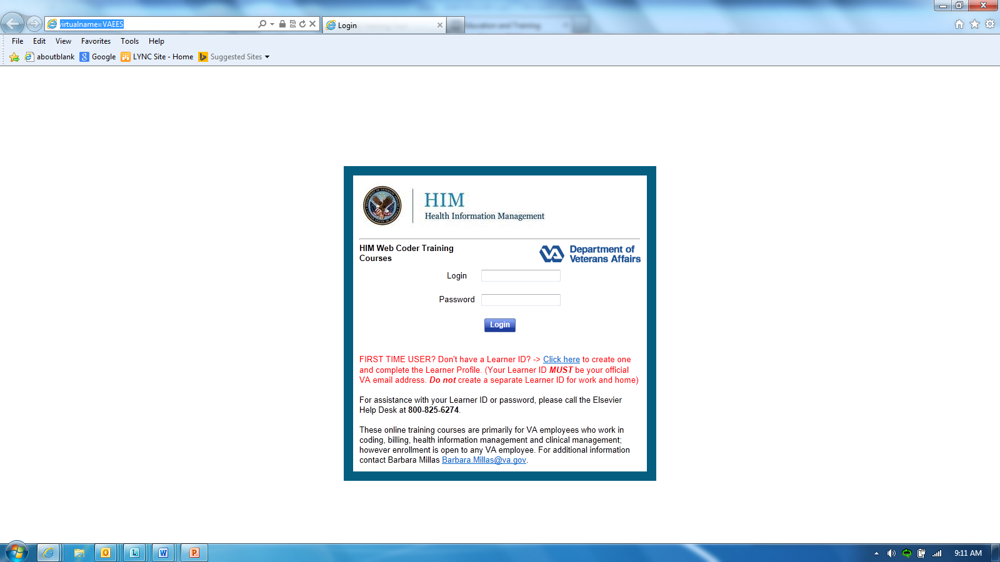 virtualname=VAEES
Login
Education and Training
File Edit View Favorites Tools Help
aboutblank Google LYNC Site - Home Suggested Sites
HIM
Health Information Management
HIM Web Coder Training
Courses
Department of
Veterans Affairs
Login
Password
Login
FIRST TIME USER? Don't have a Learner ID? -> Click here to create one
and complete the Learner Profile. (Your Learner ID MUST be your official
VA email address. Do not create a separate Learner ID for work and home)
For assistance with your Learner ID or password, please call the Elsevier
Help Desk at 800-825-6274.
These online training courses are primarily for VA employees who work in
coding, billing, health information management and clinical management;
however enrollment is open to any VA employee. For additional information
contact Barbara Millas Barbara.Millas@va.gov.
9:11 AM